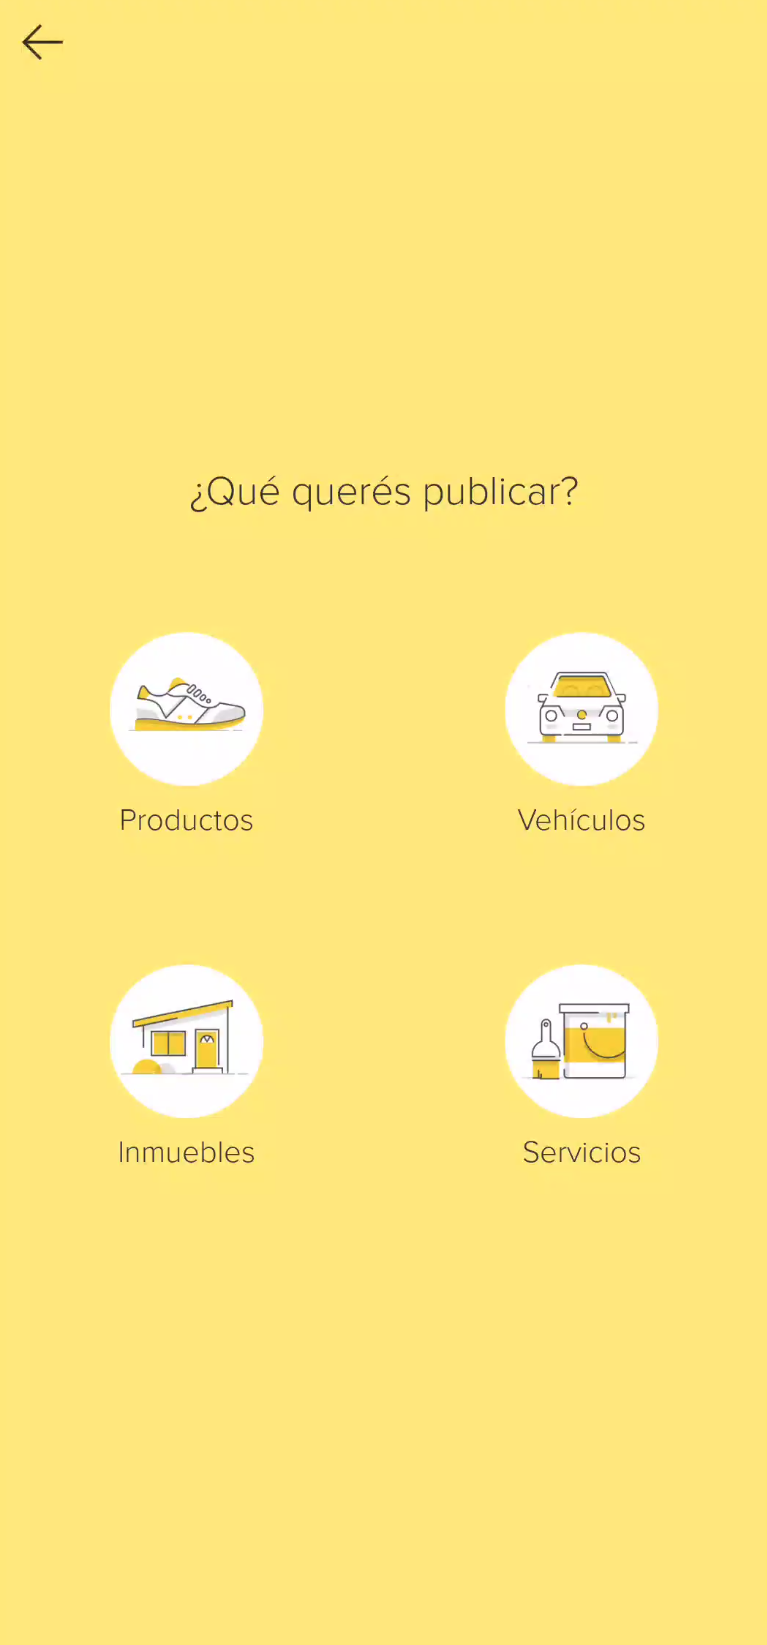 ¿Qué querés publicar?
Productos
Vehículos
Inmuebles
Servicios